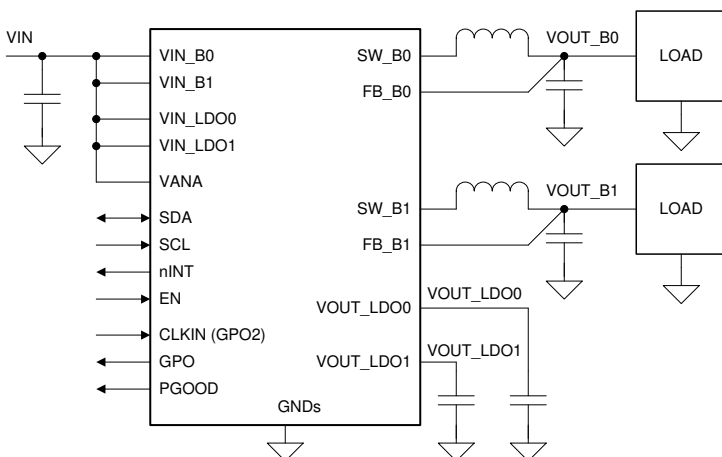 VIN
VIN_B0
VIN_B1
VIN_LDO0
VIN_LDO1
VANA
SDA
SCL
nINT
EN
CLKIN (GPO2)
GPO
PGOOD
GNDs
SW_B0
FB_B0
SW_B1
FB_B1
VOUT_LDO0
VOUT_LDO1
VOUT_B0
LOAD
VOUT_B1
LOAD
VOUT_LDO0
VOUT_LDO1